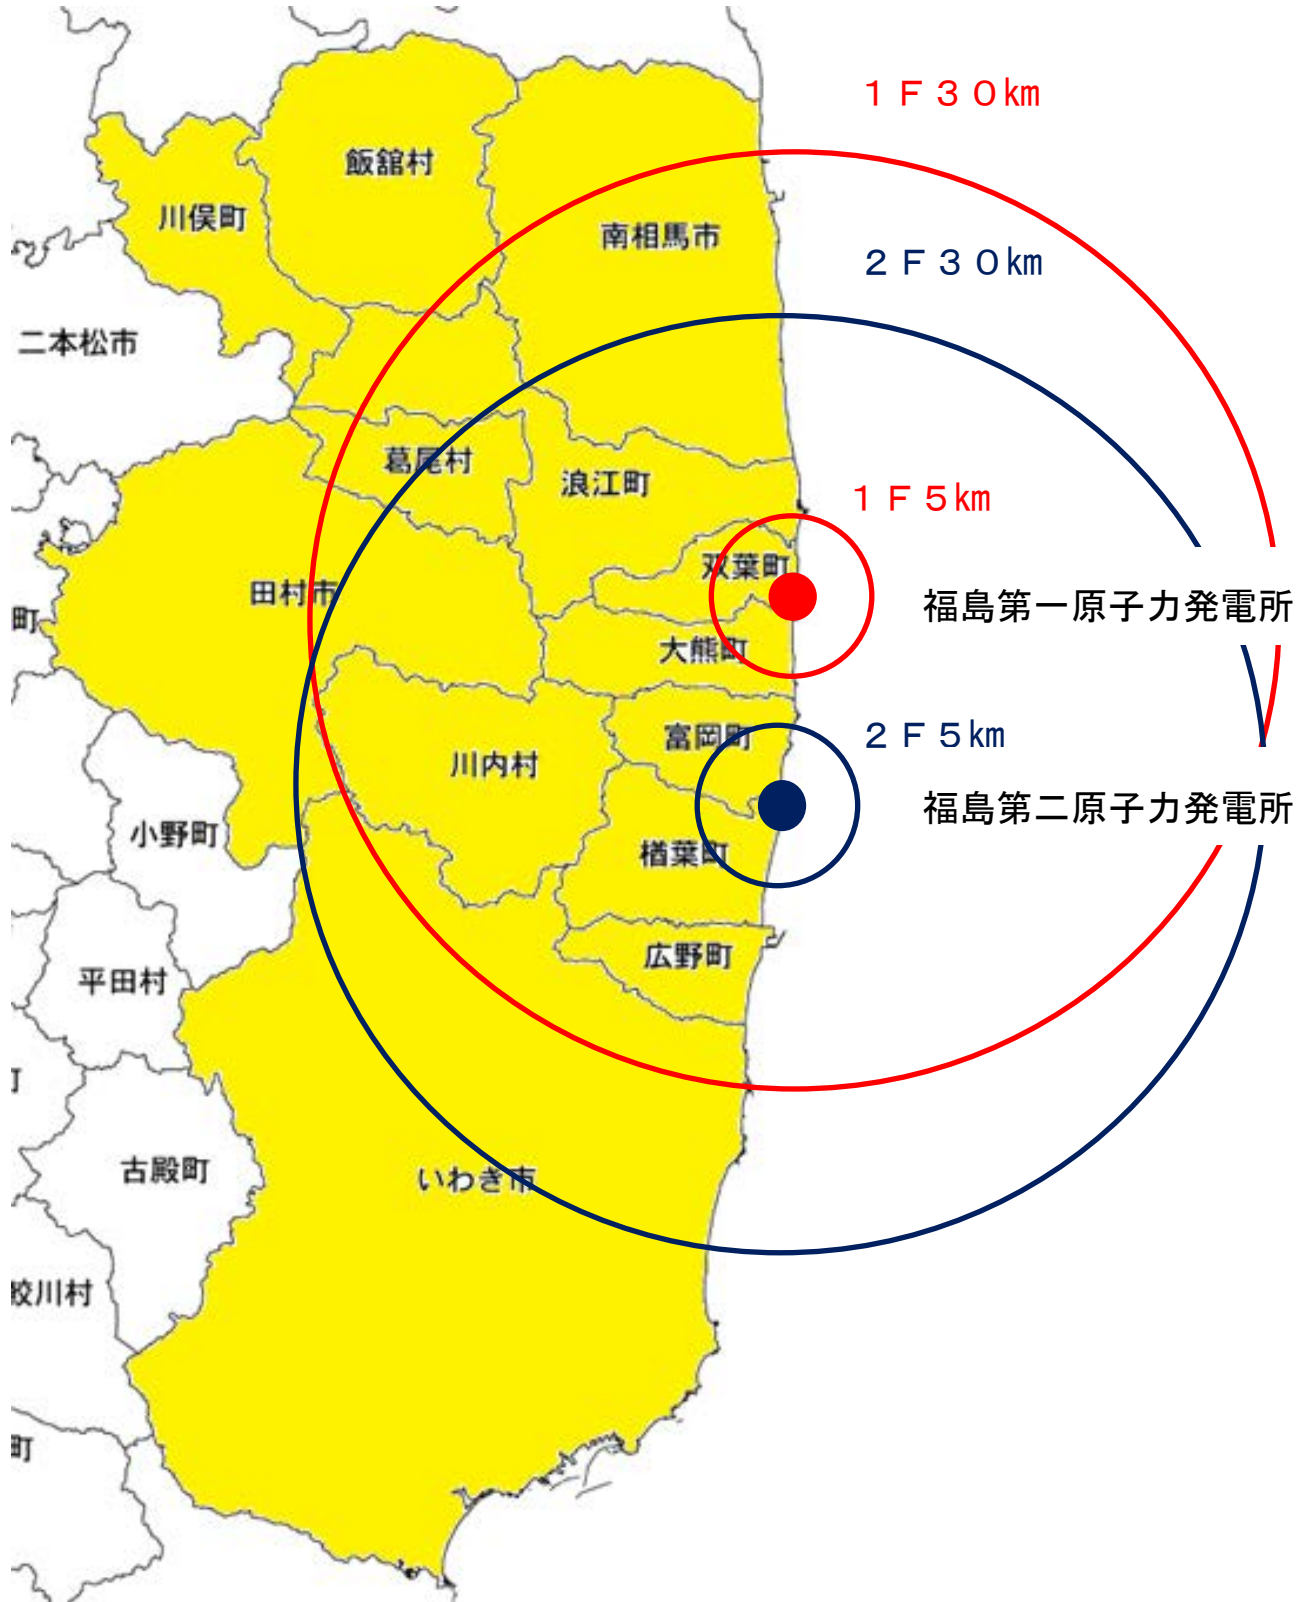 １Ｆ３０㎞
飯舘村
川俣町
南相馬市
２Ｆ３０㎞
二本松市
葛尾村
浪江町
１Ｆ５㎞
双葉町
田村市
町
福島第一原子力発電所
大熊町
富岡町
２Ｆ５㎞
川内村
福島第二原子力発電所
小野町
楢葉町
広野町
平田村
古殿町
いわき市
鮫川村
町